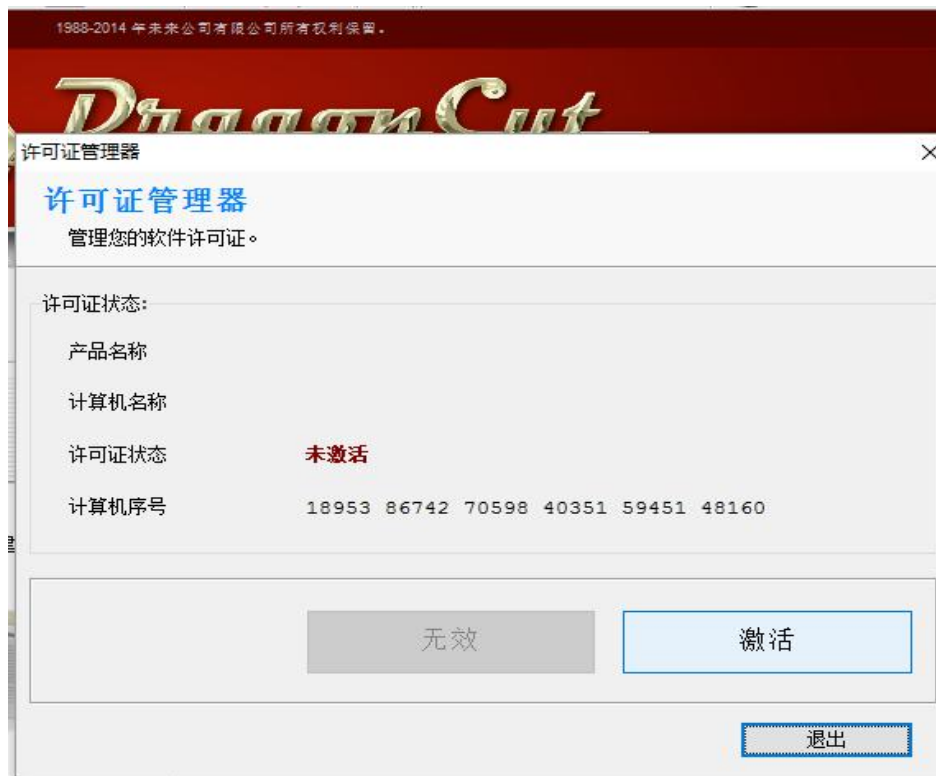 1988-2014 年未来公司有限公司所有权利保留。
DragonCut
许可证管理器
许可证管理器
管理您的软件许可证。
许可证状态:
产品名称
计算机名称
许可证状态 未激活
计算机序号 18953 86742 70598 40351 59451 48160
无效 激活
退出